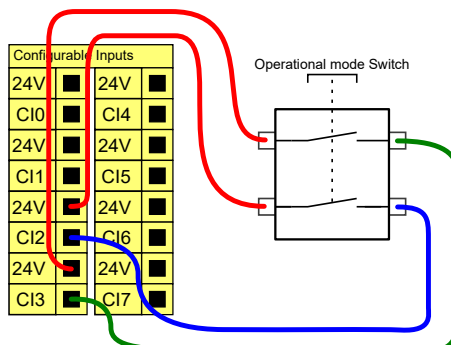 Configurable Inputs
Operational mode Switch
24V 24V
CI0 CI4
24V 24V
CI1 CI5
24V 24V
CI2 CI6
24V 24V
CI3 CI7